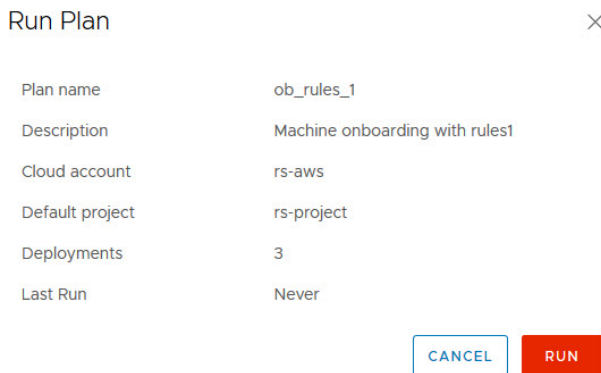 Run Plan
Plan name ob_rules_1
Description Machine onboarding with rules1
Cloud account rs-aws
Default project rs-project
Deployments 3
Last Run Never
CANCEL RUN